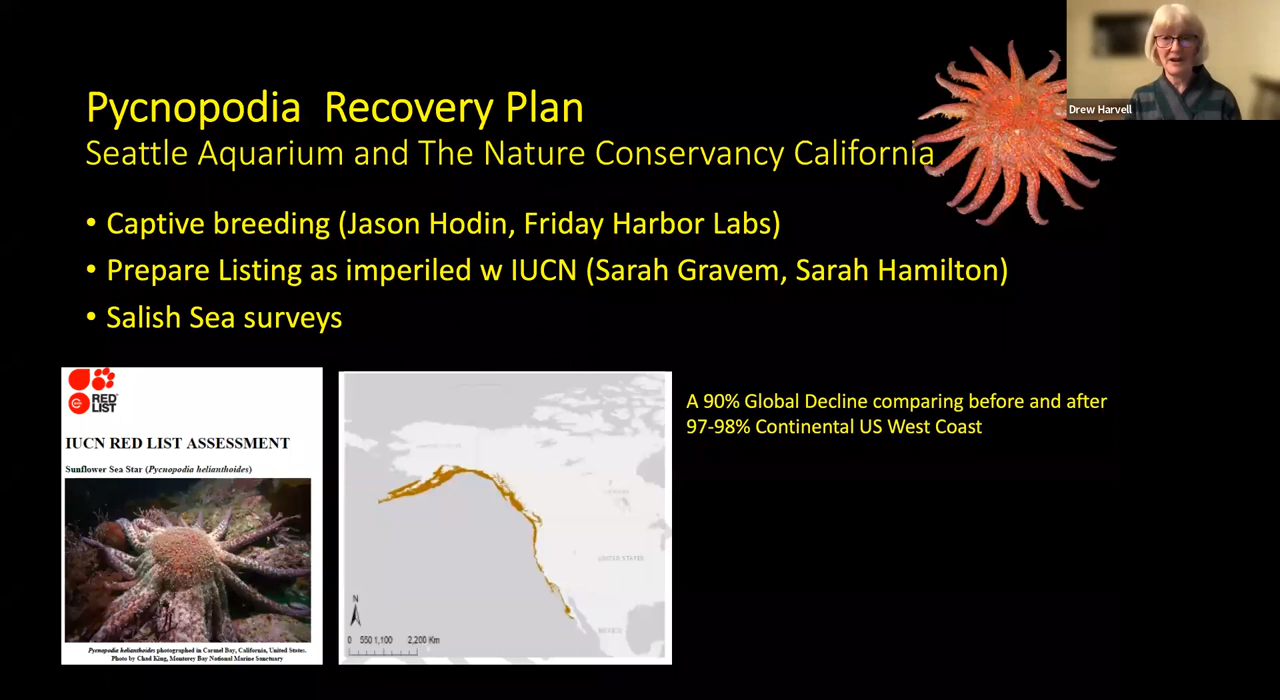 Pycnopodia Recovery Plan
Seattle Aquarium and The Nature Conservancy California
Drew Harvell
• Captive breeding (Jason Hodin, Friday Harbor Labs)
• Prepare Listing as imperiled w IUCN (Sarah Gravem, Sarah Hamilton)
• Salish Sea surveys
RED
LIST
IUCN RED LIST ASSESSMENT
Sunflower Sea Star (Pycnopodia helianthoides)
Pycnopodia helianthoides photographed in Carmel Bay, California, United States.
Photo by Chad King, Monterey Bay National Marine Sanctuary
UNITED STATES
MEXICO
N
0 550 1,100 2,200 Km
A 90% Global Decline comparing before and after
97-98% Continental US West Coast